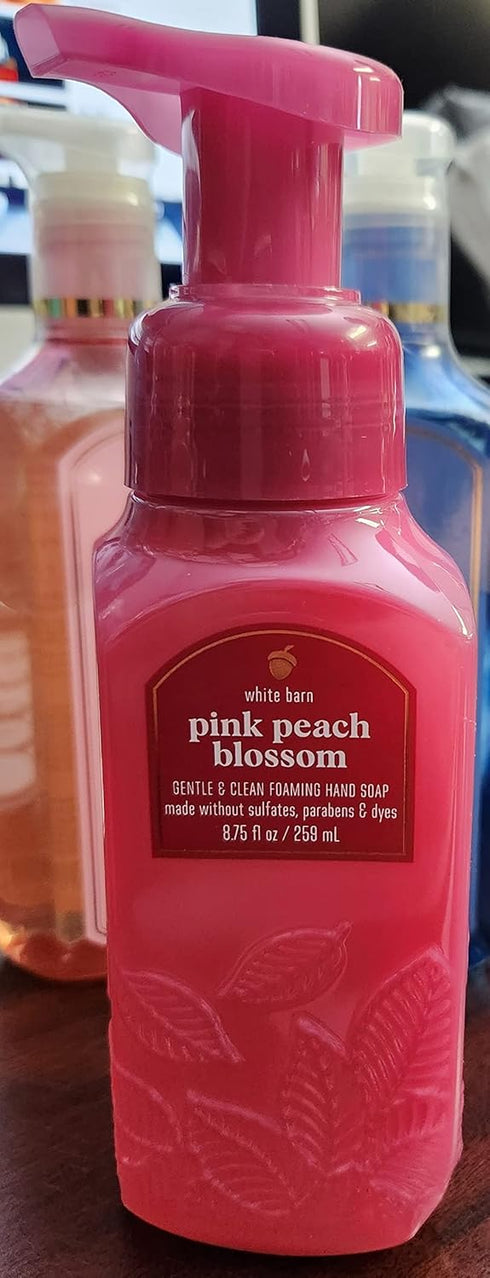 white barn
pink peach
blossom
GENTLE & CLEAN FOAMING HAND SOAP
made without sulfates, parabens & dyes
8.75 fl oz / 259 mL